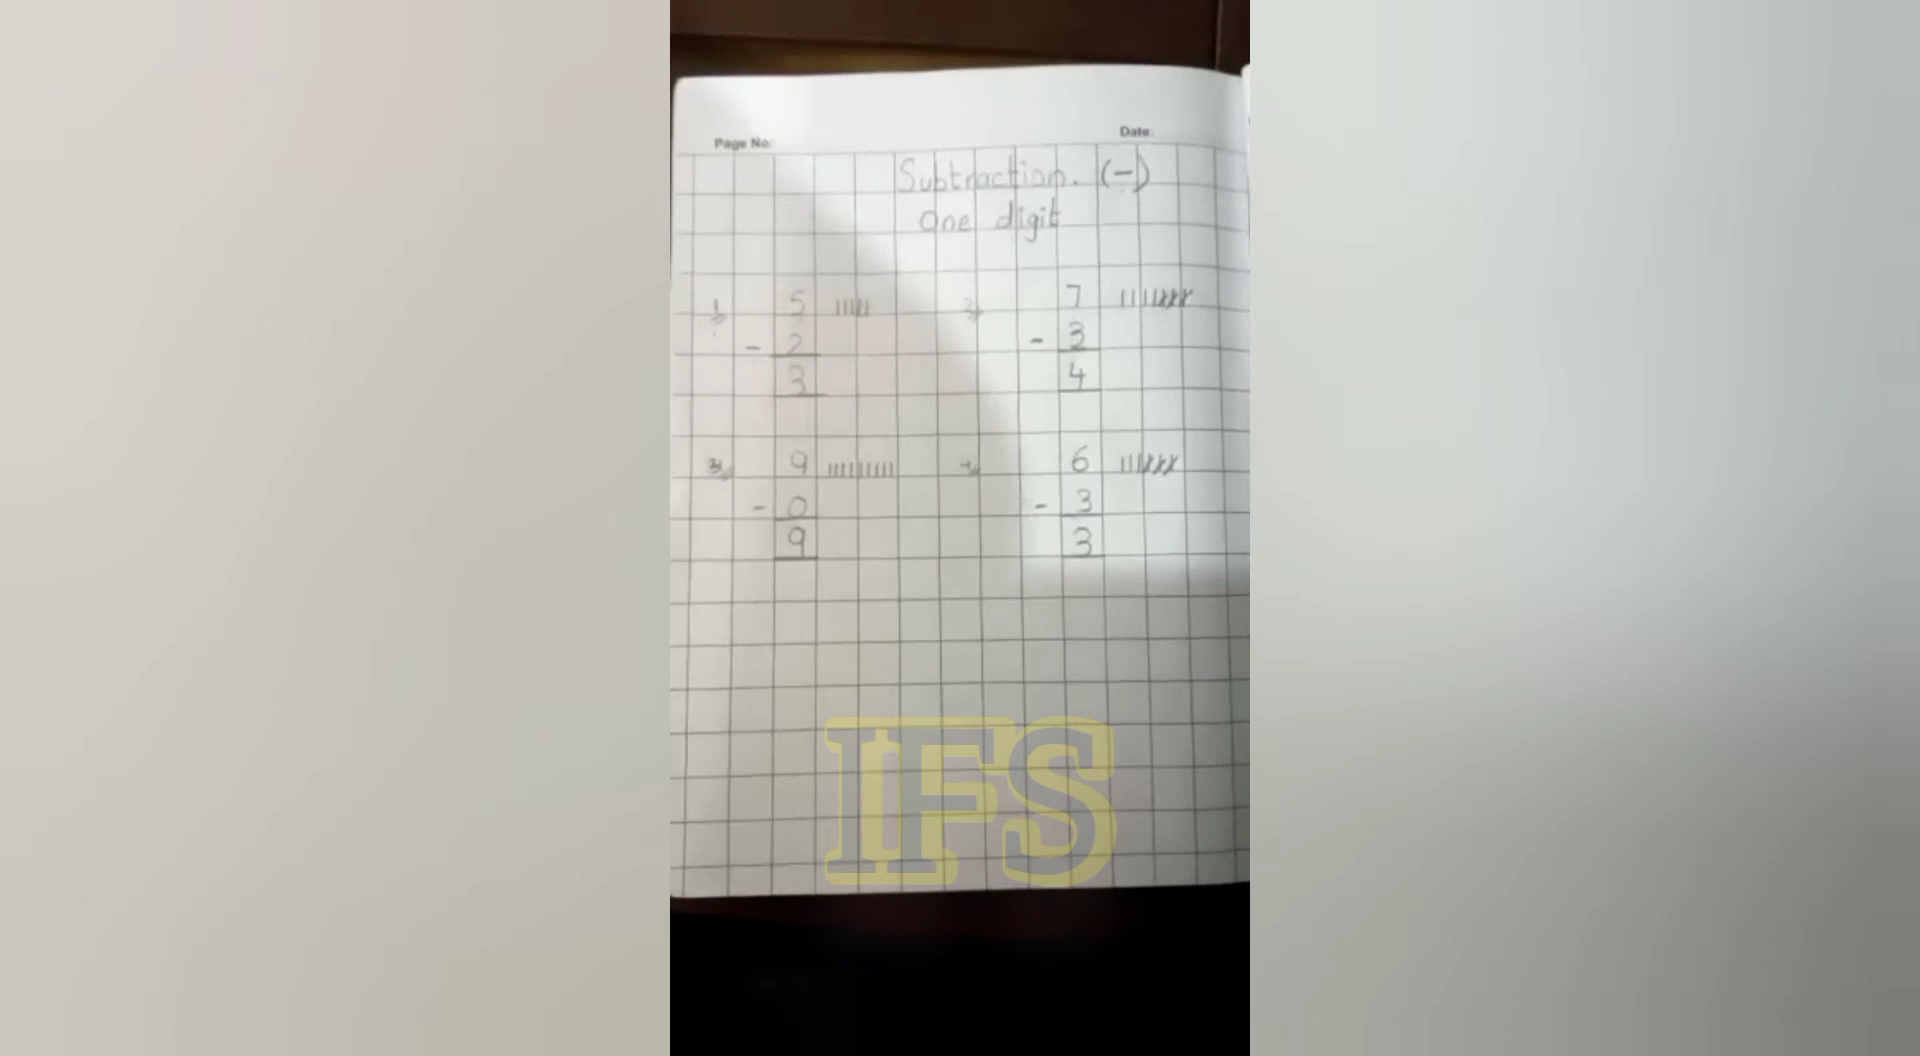 Page No:
Date:
Subtraction. (-)
One digit
1 5 |||||
- 2
3
2 7 |||||||
- 3
4
3 9 |||||||||
- 0
9
4 6 ||||||
- 3
3
IFS